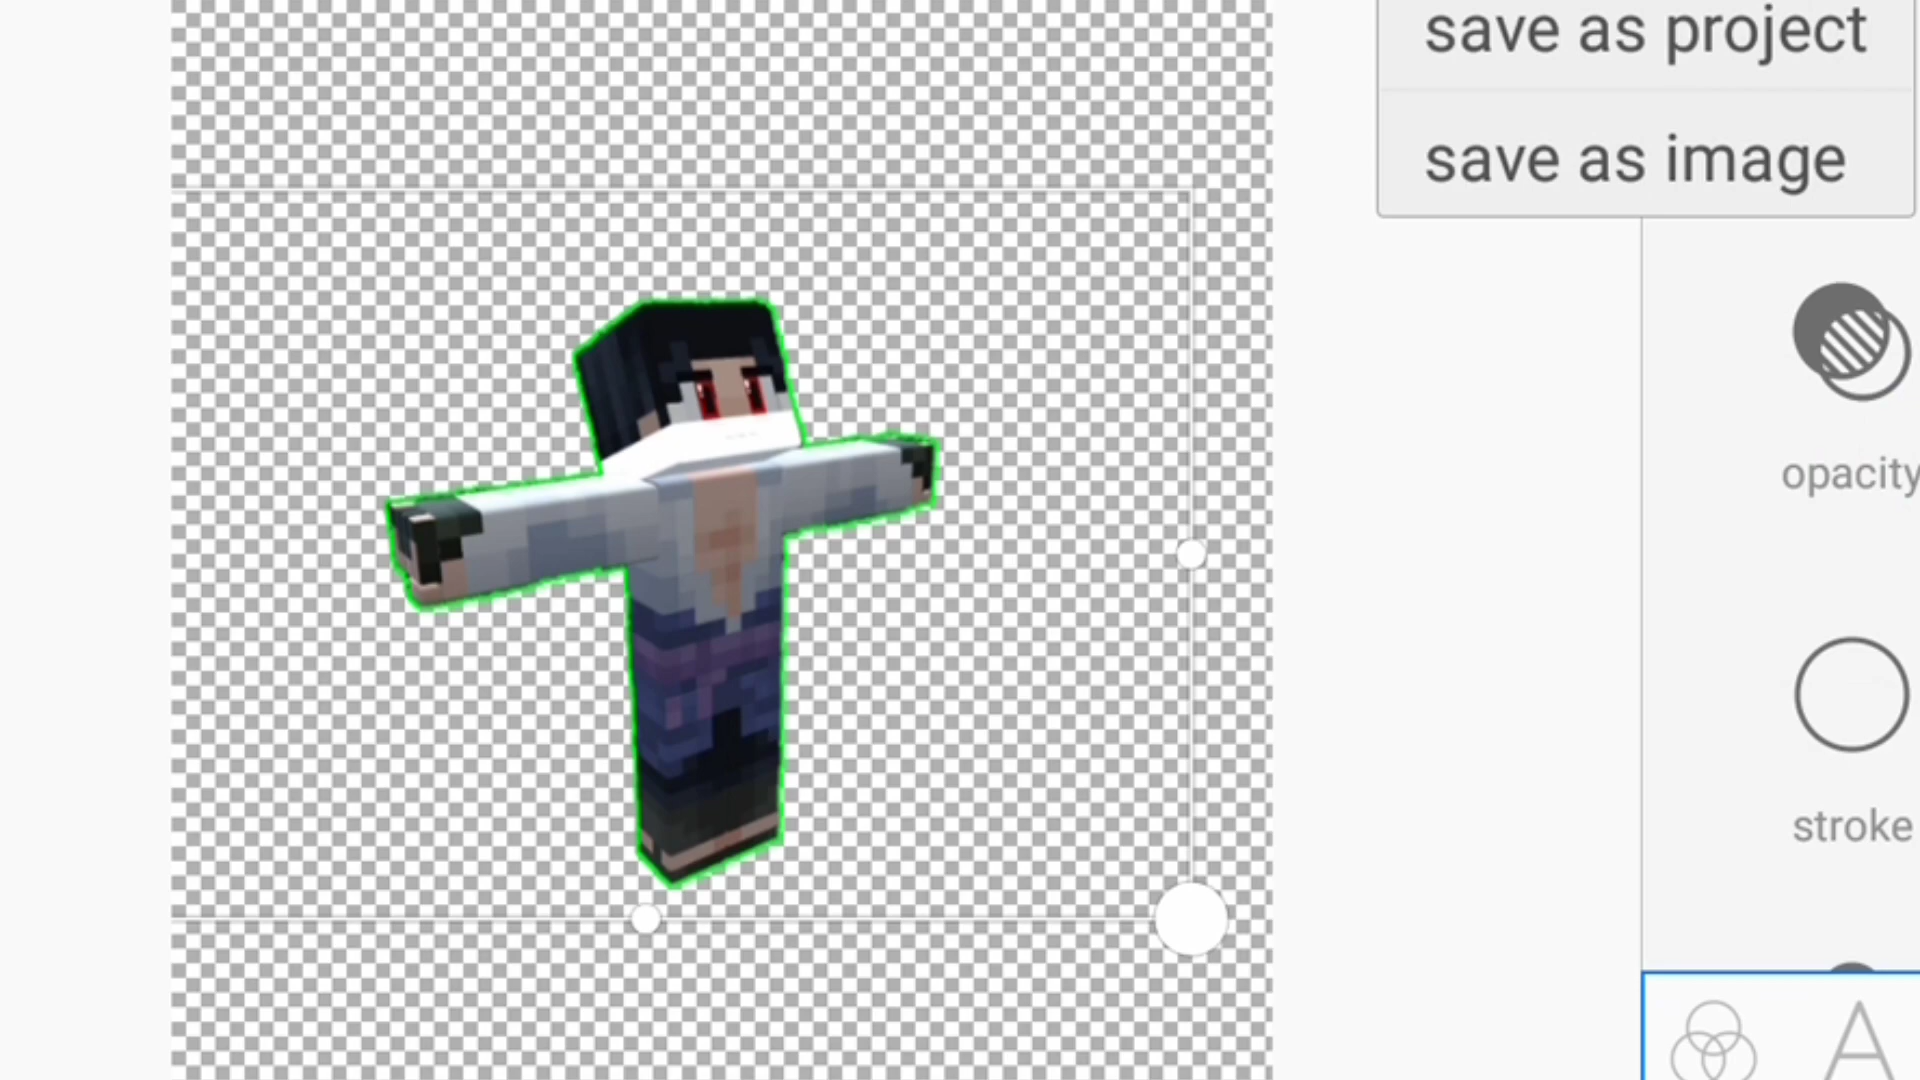 save as project
save as image
opacity
stroke
A